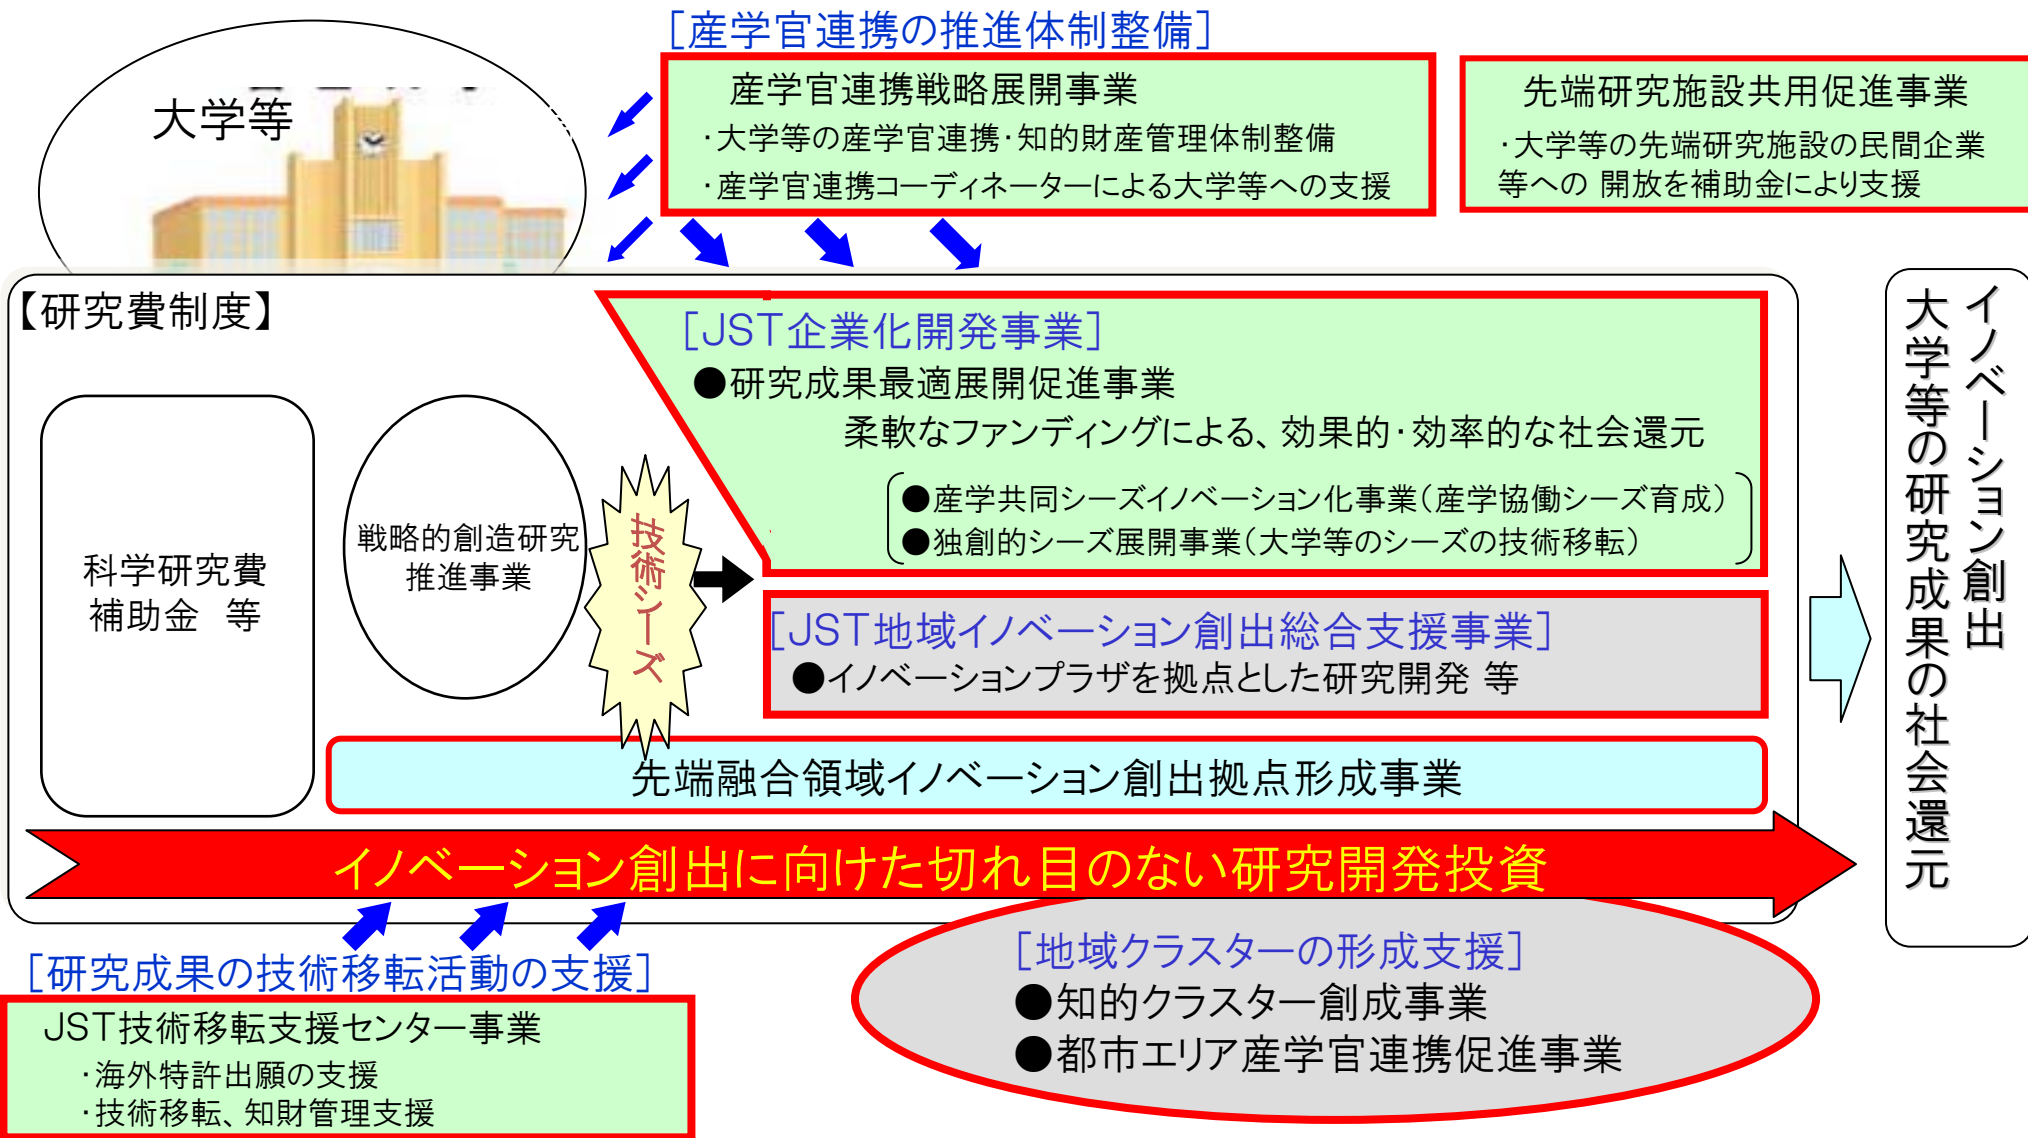 [産学官連携の推進体制整備]
大学等
産学官連携戦略展開事業
・大学等の産学官連携・知的財産管理体制整備
・産学官連携コーディネーターによる大学等への支援
先端研究施設共用促進事業
・大学等の先端研究施設の民間企業
等への 開放を補助金により支援
【研究費制度】
科学研究費
補助金 等
戦略的創造研究
推進事業
技術シーズ
[JST企業化開発事業]
●研究成果最適展開促進事業
柔軟なファンディングによる、効果的・効率的な社会還元
●産学共同シーズイノベーション化事業(産学協働シーズ育成)
●独創的シーズ展開事業(大学等のシーズの技術移転)
[JST地域イノベーション創出総合支援事業]
●イノベーションプラザを拠点とした研究開発 等
先端融合領域イノベーション創出拠点形成事業
イノベーション創出に向けた切れ目のない研究開発投資
イノベーション創出
大学等の研究成果の社会還元
[研究成果の技術移転活動の支援]
JST技術移転支援センター事業
・海外特許出願の支援
・技術移転、知財管理支援
[地域クラスターの形成支援]
●知的クラスター創成事業
●都市エリア産学官連携促進事業